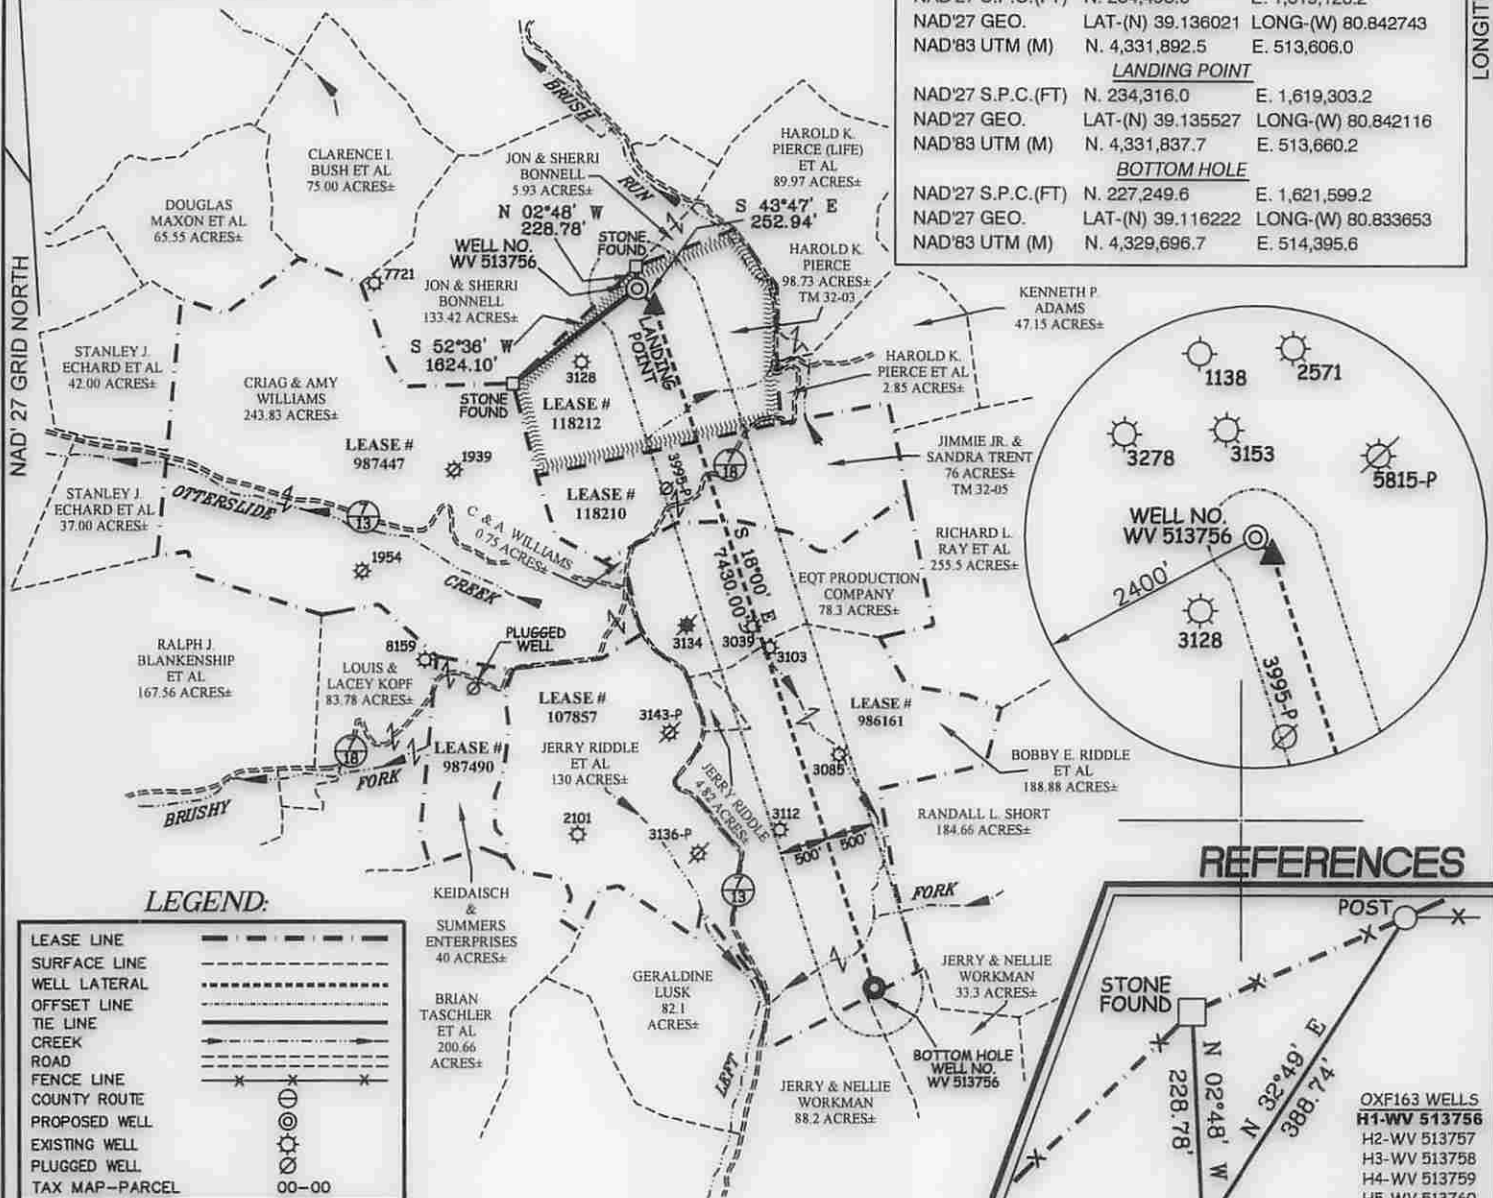 NAD'27 GEO. LAT-(N) 39.136021 LONG-(W) 80.842743
NAD'83 UTM (M) N. 4,331,892.5 E. 513,606.0
LANDING POINT
NAD'27 S.P.C.(FT) N. 234,316.0 E. 1,619,303.2
NAD'27 GEO. LAT-(N) 39.135527 LONG-(W) 80.842116
NAD'83 UTM (M) N. 4,331,837.7 E. 513,660.2
BOTTOM HOLE
NAD'27 S.P.C.(FT) N. 227,249.6 E. 1,621,599.2
NAD'27 GEO. LAT-(N) 39.116222 LONG-(W) 80.833653
NAD'83 UTM (M) N. 4,329,696.7 E. 514,395.6
LONGIT
NAD' 27 GRID NORTH
BRUSH
RUN
CLARENCE I.
BUSH ET AL
75.00 ACRES±
DOUGLAS
MAXON ET AL
65.55 ACRES±
JON & SHERRI
BONNELL
5.93 ACRES±
HAROLD K.
PIERCE (LIFE)
ET AL
89.97 ACRES±
N 02°48' W
228.78'
S 43°47' E
252.94'
STONE
FOUND
WELL NO.
WV 513756
7721
JON & SHERRI
BONNELL
133.42 ACRES±
HAROLD K.
PIERCE
98.73 ACRES±
TM 32-03
KENNETH P.
ADAMS
47.15 ACRES±
STANLEY J.
ECHARD ET AL
42.00 ACRES±
S 52°36' W
1624.10'
LANDING
POINT
3128
HAROLD K.
PIERCE ET AL
2.85 ACRES±
CRIAG & AMY
WILLIAMS
243.83 ACRES±
STONE
FOUND
LEASE #
118212
LEASE #
987447
1939
3995-P
7
18
JIMMIE JR. &
SANDRA TRENT
76 ACRES±
TM 32-05
STANLEY J.
ECHARD ET AL
37.00 ACRES±
OTTERSLIDE
7
13
LEASE #
118210
C & A WILLIAMS
0.75 ACRES±
RICHARD L.
RAY ET AL
255.5 ACRES±
1954
CREEK
S 18°00' E
7430.00'
EQT PRODUCTION
COMPANY
78.3 ACRES±
RALPH J.
BLANKENSHIP
ET AL
167.56 ACRES±
8159
PLUGGED
WELL
3134
3039
3103
LOUIS &
LACEY KOPF
83.78 ACRES±
LEASE #
107857
3143-P
LEASE #
986161
7
18
LEASE #
987490
JERRY RIDDLE
ET AL
130 ACRES±
3085
BOBBY E. RIDDLE
ET AL
188.88 ACRES±
BRUSHY
FORK
JERRY RIDDLE
4.82 ACRES±
2101
3136-P
3112
500'
500'
RANDALL L. SHORT
184.66 ACRES±
7
13
FORK
KEIDAISCH
&
SUMMERS
ENTERPRISES
40 ACRES±
GERALDINE
LUSK
82.1
ACRES±
JERRY & NELLIE
WORKMAN
33.3 ACRES±
BRIAN
TASCHLER
ET AL
200.66
ACRES±
LEFT
BOTTOM HOLE
WELL NO.
WV 513756
JERRY & NELLIE
WORKMAN
88.2 ACRES±
1138
2571
3278
3153
5815-P
WELL NO.
WV 513756
2400'
3128
3995-P
LEGEND:
LEASE LINE
SURFACE LINE
WELL LATERAL
OFFSET LINE
TIE LINE
CREEK
ROAD
FENCE LINE
COUNTY ROUTE
PROPOSED WELL
EXISTING WELL
PLUGGED WELL
TAX MAP-PARCEL 00-00
REFERENCES
POST
STONE
FOUND
N 02°48' W
228.78'
N 32°49' E
388.74'
OXF163 WELLS
H1-WV 513756
H2-WV 513757
H3-WV 513758
H4-WV 513759
H5-WV 513760